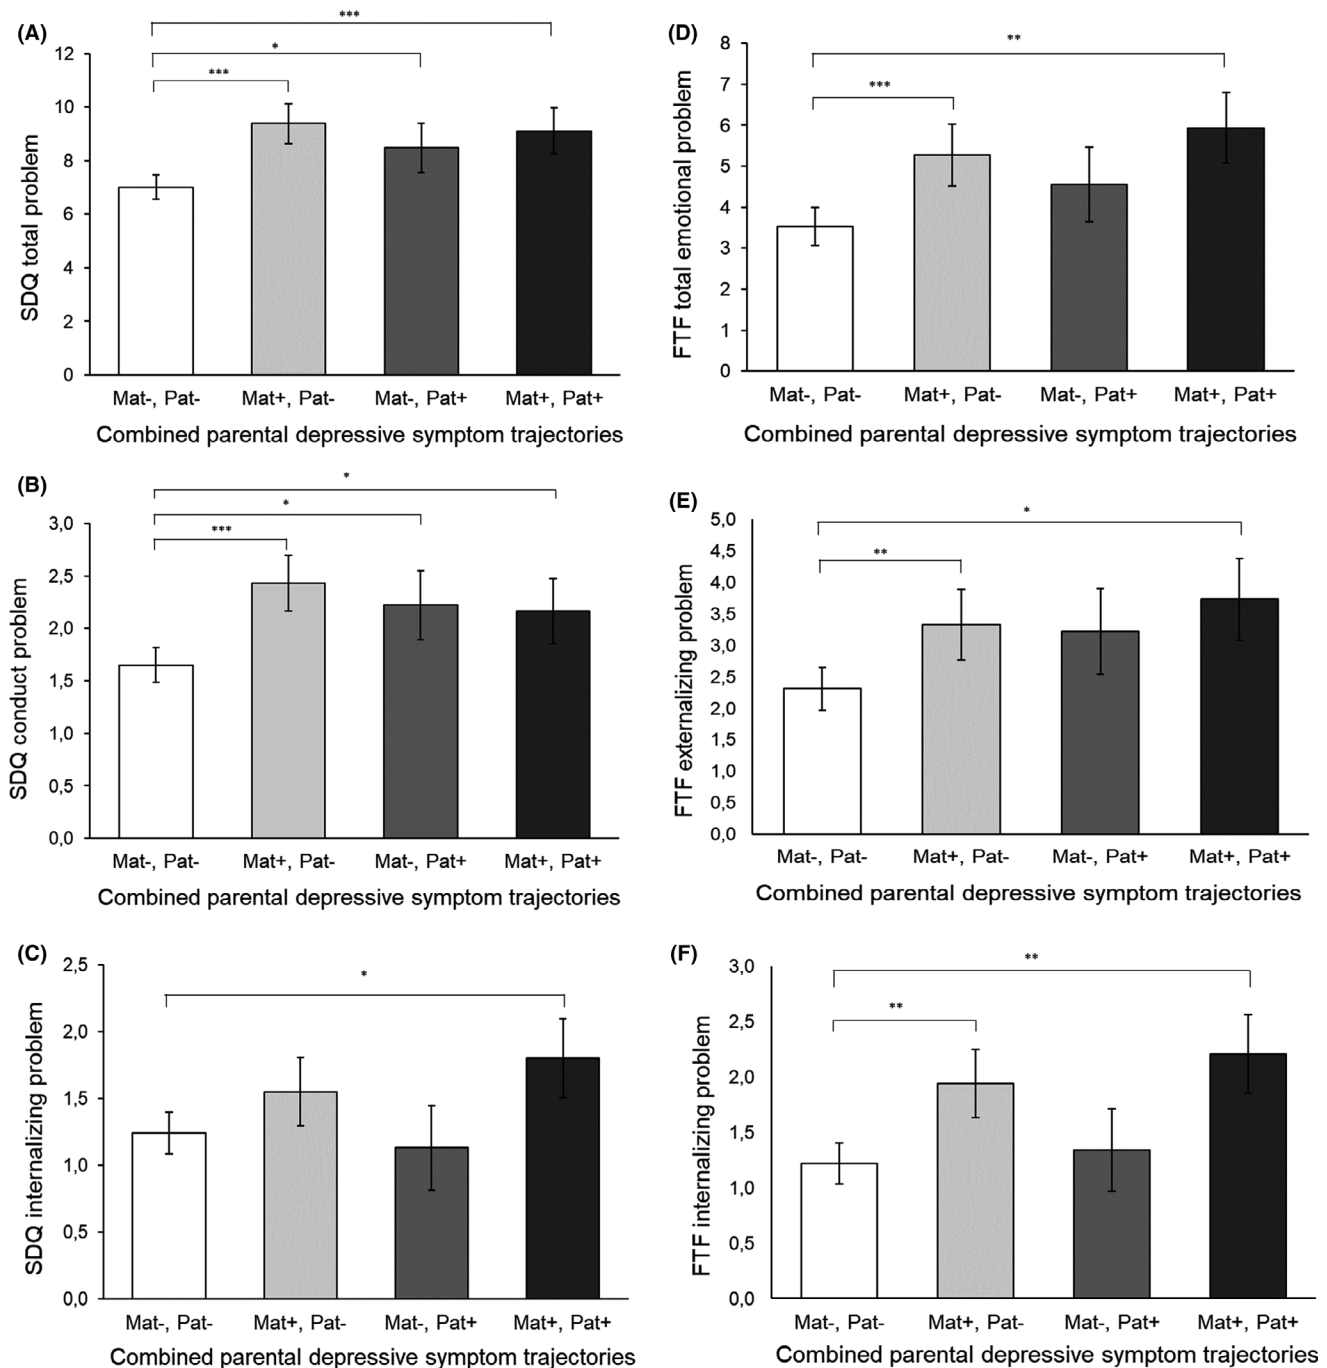 (A)
***
*
***
SDQ total problem
12
10
8
6
4
2
0
Mat-, Pat- Mat+, Pat- Mat-, Pat+ Mat+, Pat+
Combined parental depressive symptom trajectories
(B)
*
*
***
SDQ conduct problem
3,0
2,5
2,0
1,5
1,0
0,5
0,0
Mat-, Pat- Mat+, Pat- Mat-, Pat+ Mat+, Pat+
Combined parental depressive symptom trajectories
(C)
*
SDQ internalizing problem
2,5
2,0
1,5
1,0
0,5
0,0
Mat-, Pat- Mat+, Pat- Mat-, Pat+ Mat+, Pat+
Combined parental depressive symptom trajectories
(D)
**
***
FTF total emotional problem
8
7
6
5
4
3
2
1
0
Mat-, Pat- Mat+, Pat- Mat-, Pat+ Mat+, Pat+
Combined parental depressive symptom trajectories
(E)
*
**
FTF externalizing problem
5,0
4,5
4,0
3,5
3,0
2,5
2,0
1,5
1,0
0,5
0,0
Mat-, Pat- Mat+, Pat- Mat-, Pat+ Mat+, Pat+
Combined parental depressive symptom trajectories
(F)
**
**
FTF internalizing problem
3,0
2,5
2,0
1,5
1,0
0,5
0,0
Mat-, Pat- Mat+, Pat- Mat-, Pat+ Mat+, Pat+
Combined parental depressive symptom trajectories